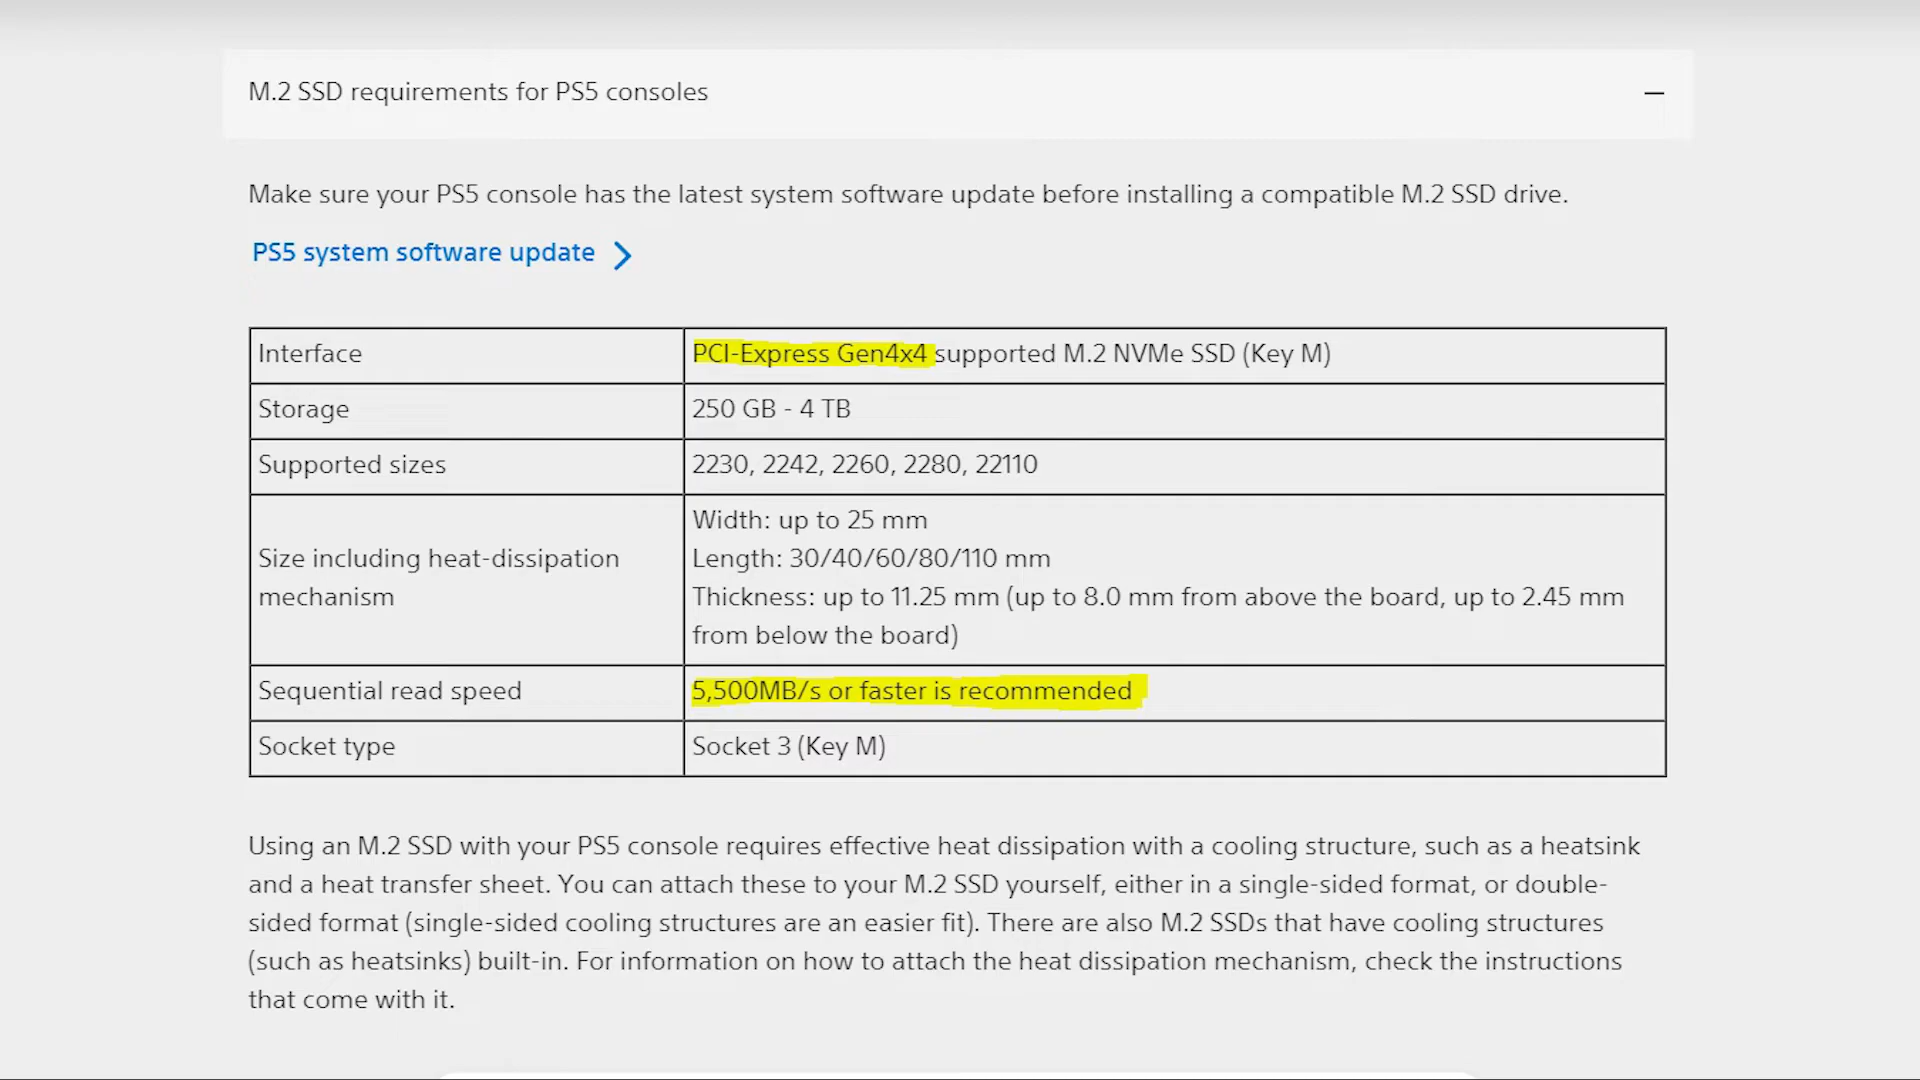 M.2 SSD requirements for PS5 consoles
Make sure your PS5 console has the latest system software update before installing a compatible M.2 SSD drive.
PS5 system software update
Interface
PCI-Express Gen4x4 supported M.2 NVMe SSD (Key M)
Storage
250 GB - 4 TB
Supported sizes
2230, 2242, 2260, 2280, 22110
Size including heat-dissipation
mechanism
Width: up to 25 mm
Length: 30/40/60/80/110 mm
Thickness: up to 11.25 mm (up to 8.0 mm from above the board, up to 2.45 mm
from below the board)
Sequential read speed
5,500MB/s or faster is recommended
Socket type
Socket 3 (Key M)
Using an M.2 SSD with your PS5 console requires effective heat dissipation with a cooling structure, such as a heatsink
and a heat transfer sheet. You can attach these to your M.2 SSD yourself, either in a single-sided format, or double-
sided format (single-sided cooling structures are an easier fit). There are also M.2 SSDs that have cooling structures
(such as heatsinks) built-in. For information on how to attach the heat dissipation mechanism, check the instructions
that come with it.